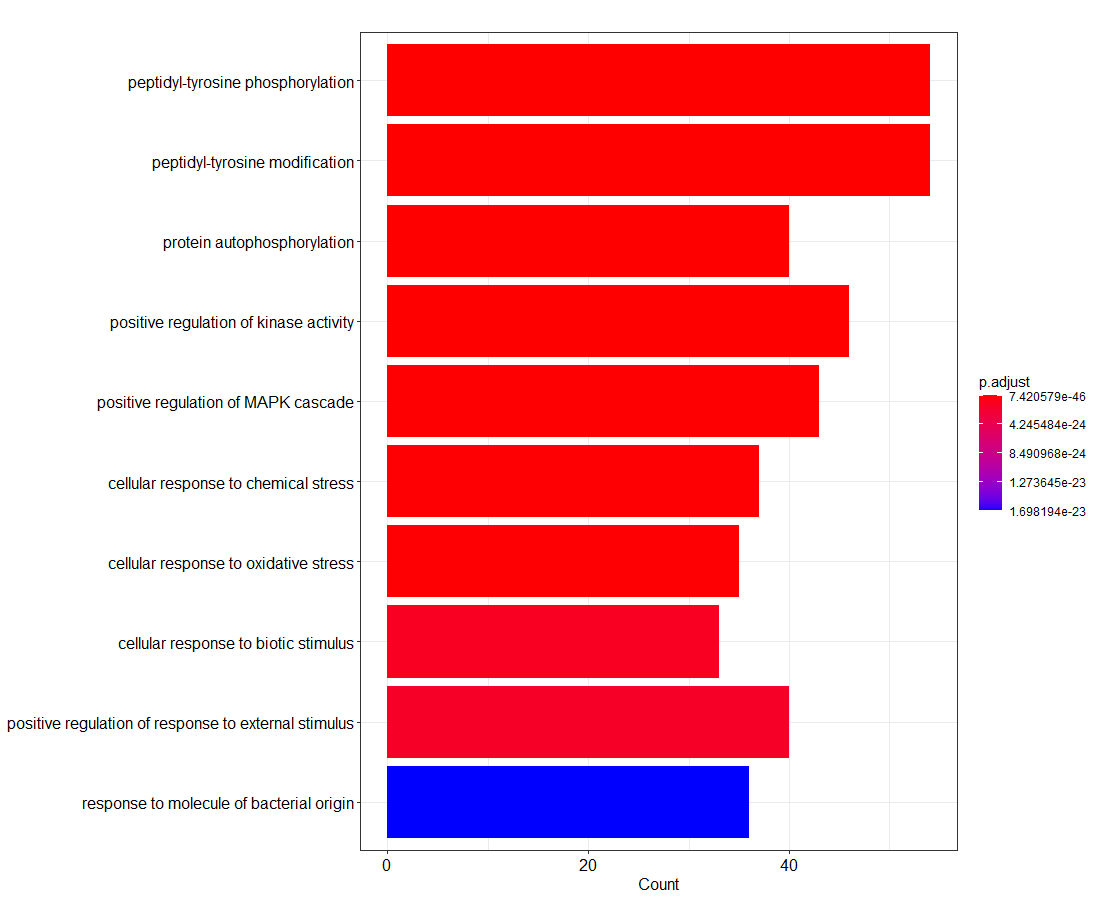 peptidyl-tyrosine phosphorylation
peptidyl-tyrosine modification
protein autophosphorylation
positive regulation of kinase activity
positive regulation of MAPK cascade
cellular response to chemical stress
cellular response to oxidative stress
cellular response to biotic stimulus
positive regulation of response to external stimulus
response to molecule of bacterial origin
0
20
40
Count
p.adjust
7.420579e-46
4.245484e-24
8.490968e-24
1.273645e-23
1.698194e-23